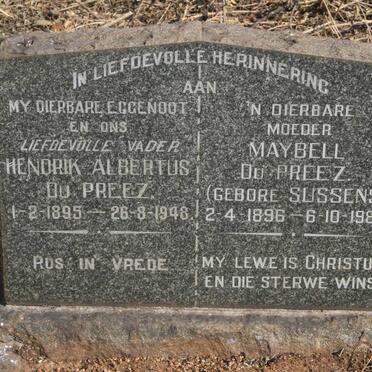 IN LIEFDEVOLLE HERINNERING
AAN
MY DIERBARE EGGENOOT
EN ONS
LIEFDEVOLLE VADER
HENDRIK ALBERTUS
DU PREEZ.
1-2-1895 — 26-8-1948.
RUS IN VREDE
'N DIERBARE
MOEDER
MAYBELL
DU PREEZ.
(GEBORE SUSSENS
2-4-1896 — 6-10-198
MY LEWE IS CHRISTU
EN DIE STERWE WINS